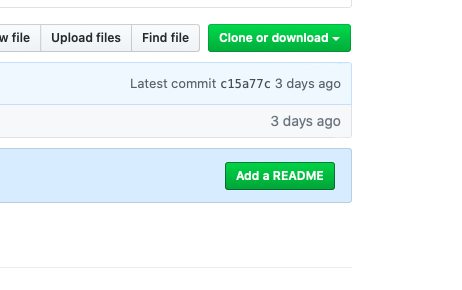 w file Upload files Find file Clone or download
Latest commit c15a77c 3 days ago
3 days ago
Add a README